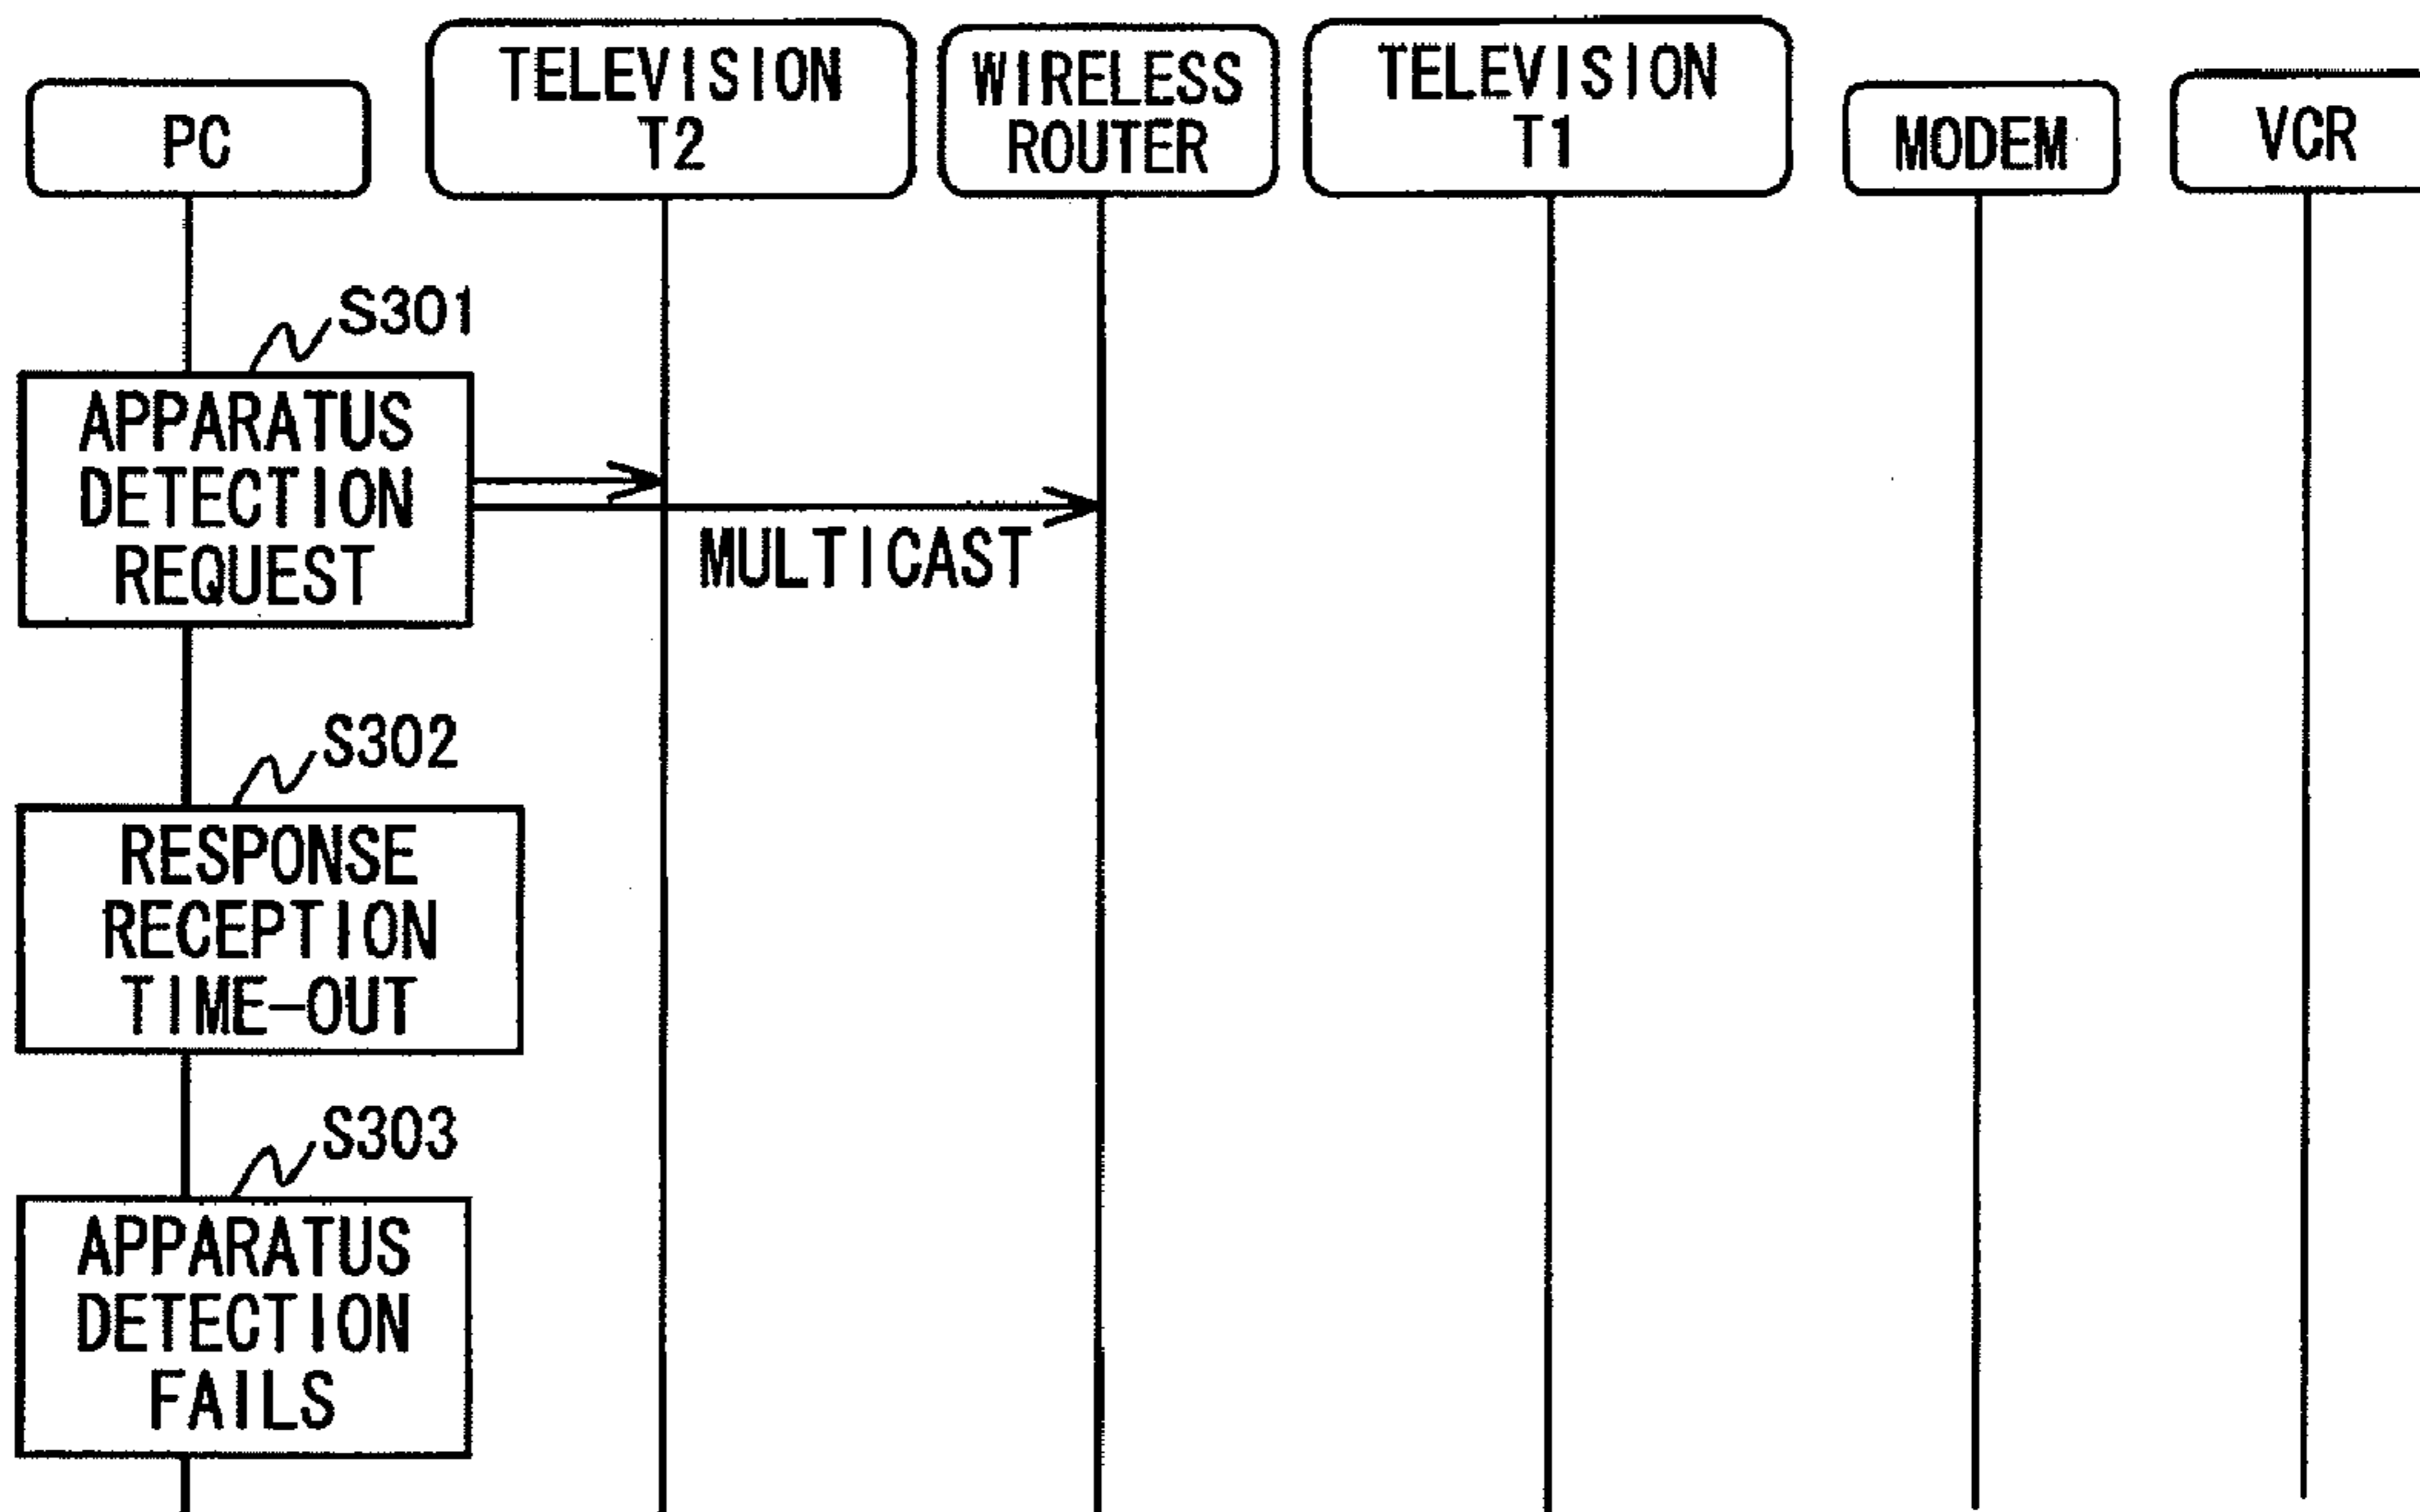 PC
TELEVISION
T2
WIRELESS
ROUTER
TELEVISION
T1
MODEM
VCR
S301
APPARATUS
DETECTION
REQUEST
MULTICAST
S302
RESPONSE
RECEPTION
TIME-OUT
S303
APPARATUS
DETECTION
FAILS